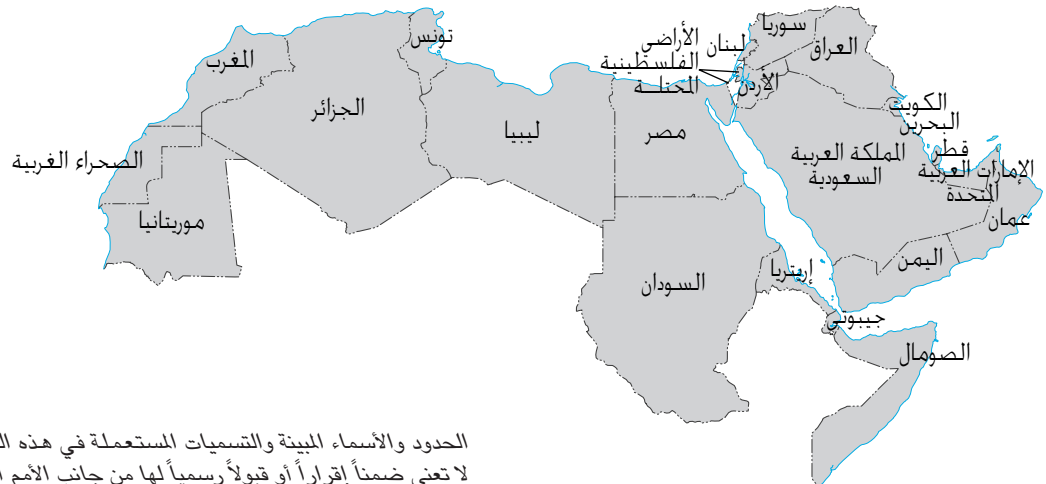 سوريا
العراق
لبنان
الأراضي
الفلسطينية
المحتلــة
الأردن
تونس
المغرب
الجزائر
ليبيا
مصر
الكويت
البحرين
قطر
المملكة العربية
السعودية
الإمارات العربية
المتحدة
عمان
الصحراء الغربية
موريتانيا
السودان
إريتريا
اليمن
جيبوتي
الصومال
الحدود والأسماء المبينة والتسميات المستعملة في هذه
لا تعني ضمناً إقراراً أو قبولاً رسمياً لها من جانب الأمم